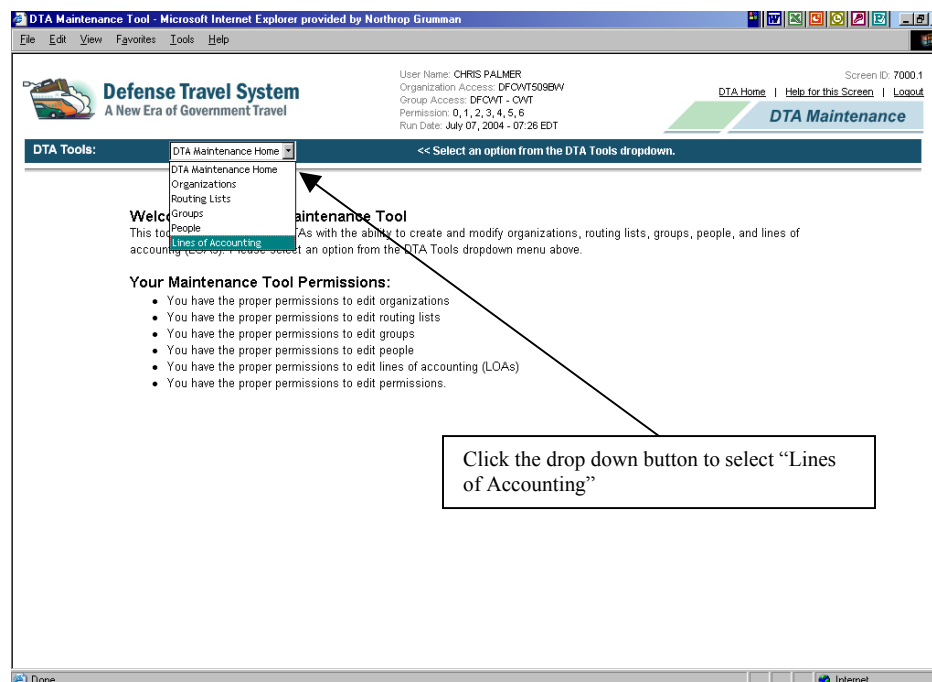 DTA Maintenance Tool - Microsoft Internet Explorer provided by Northrop Grumman
File Edit View Favorites Tools Help
Defense Travel System
A New Era of Government Travel
User Name: CHRIS PALMER
Organization Access: DFCWT509BW
Group Access: DFCWT - CWT
Permission: 0, 1, 2, 3, 4, 5, 6
Run Date: July 07, 2004 - 07:26 EDT
Screen ID: 7000.1
DTA Home | Help for this Screen | Logout
DTA Maintenance
DTA Tools: DTA Maintenance Home << Select an option from the DTA Tools dropdown.
DTA Maintenance Home
Organizations
Routing Lists
Groups
People
Lines of Accounting
Welc aintenance Tool
This too TAs with the ability to create and modify organizations, routing lists, groups, people, and lines of
accounting (LOAs). Please select an option from the DTA Tools dropdown menu above.
Your Maintenance Tool Permissions:
• You have the proper permissions to edit organizations
• You have the proper permissions to edit routing lists
• You have the proper permissions to edit groups
• You have the proper permissions to edit people
• You have the proper permissions to edit lines of accounting (LOAs)
• You have the proper permissions to edit permissions.
Click the drop down button to select “Lines
of Accounting”
Done Internet